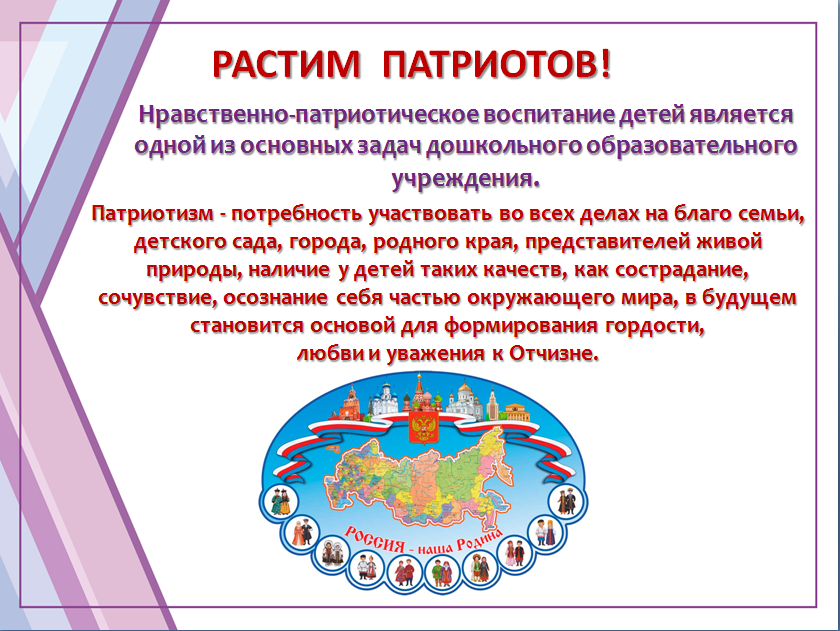 РАСТИМ ПАТРИОТОВ!
Нравственно-патриотическое воспитание детей является
одной из основных задач дошкольного образовательного
учреждения.
Патриотизм - потребность участвовать во всех делах на благо семьи,
детского сада, города, родного края, представителей живой
природы, наличие у детей таких качеств, как сострадание,
сочувствие, осознание себя частью окружающего мира, в будущем
становится основой для формирования гордости,
любви и уважения к Отчизне.
РОССИЯ - наша Родина